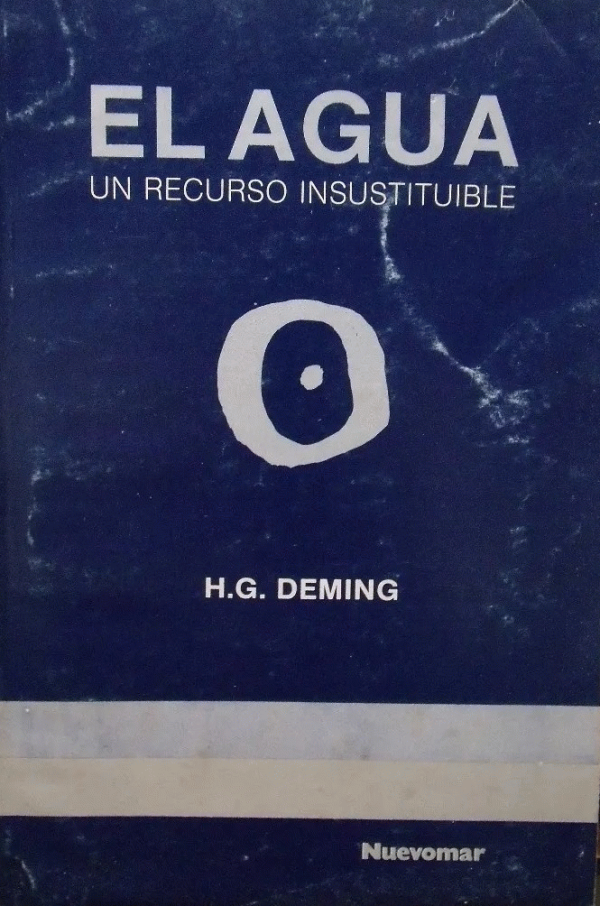 EL AGUA
UN RECURSO INSUSTITUIBLE
H.G. DEMING
Nuevomar